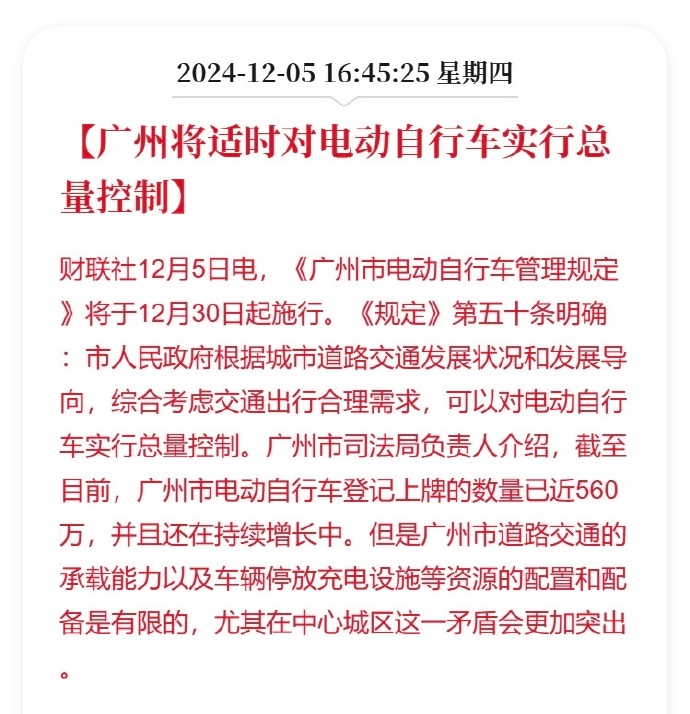 2024-12-05 16:45:25 星期四
【广州将适时对电动自行车实行总
量控制】
财联社12月5日电，《广州市电动自行车管理规定
》将于12月30日起施行。《规定》第五十条明确
：市人民政府根据城市道路交通发展状况和发展导
向，综合考虑交通出行合理需求，可以对电动自行
车实行总量控制。广州市司法局负责人介绍，截至
目前，广州市电动自行车登记上牌的数量已近560
万，并且还在持续增长中。但是广州市道路交通的
承载能力以及车辆停放充电设施等资源的配置和配
备是有限的，尤其在中心城区这一矛盾会更加突出
。